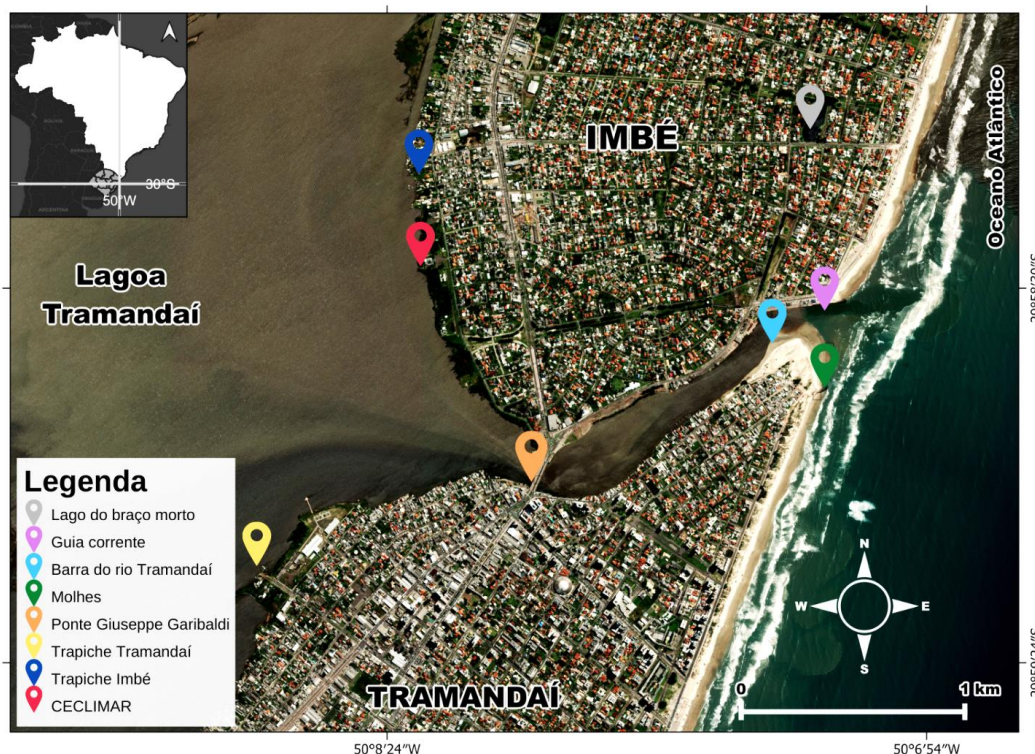 30°S
50°W
IMBÉ
Oceano Atlântico
Lagoa
Tramandaí
Legenda
Lago do braço morto
Guia corrente
Barra do rio Tramandaí
Molhes
Ponte Giuseppe Garibaldi
Trapiche Tramandaí
Trapiche Imbé
CECLIMAR
TRAMANDAÍ
N
W
E
S
0
1 km
50°8′24″W
50°6′54″W